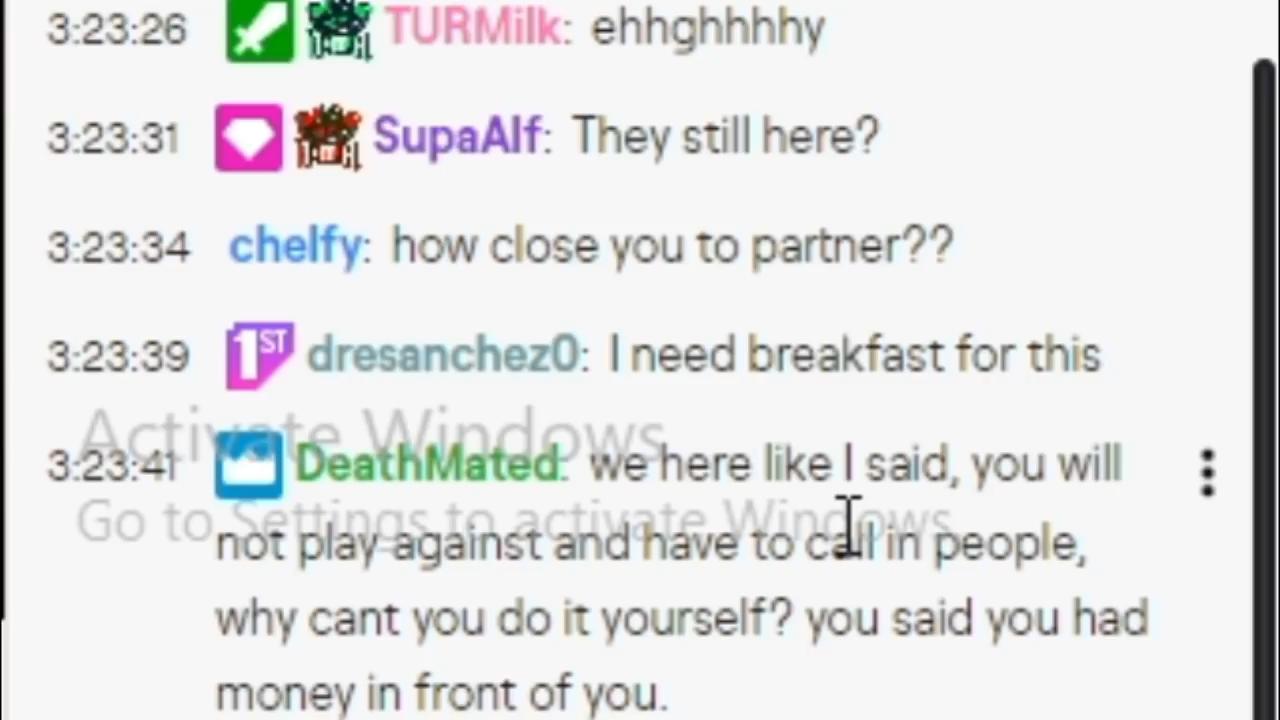 3:23:26 TURMilk: ehhghhhhy
3:23:31 SupaAlf: They still here?
3:23:34 chelfy: how close you to partner??
3:23:39 1ST dresanchez0: I need breakfast for this
Activate Windows
3:23:41 DeathMated: we here like I said, you will
Go to Settings to activate Windows.
not play against and have to call in people,
why cant you do it yourself? you said you had
money in front of you.